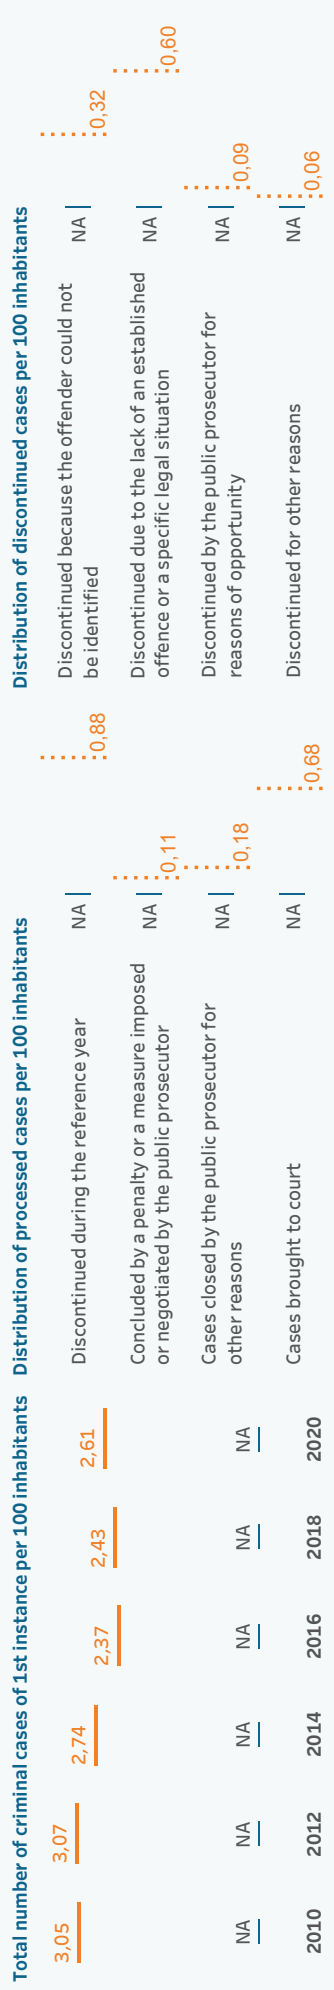 Total number of criminal cases of 1st instance per 100 inhabitants
3,05
3,07
2,74
2,37
2,43
2,61
NA
NA
NA
NA
NA
NA
2010
2012
2014
2016
2018
2020
Distribution of processed cases per 100 inhabitants
Discontinued during the reference year
NA
0,88
Concluded by a penalty or a measure imposed
or negotiated by the public prosecutor
NA
0,11
Cases closed by the public prosecutor for
other reasons
NA
0,18
Cases brought to court
NA
0,68
Distribution of discontinued cases per 100 inhabitants
Discontinued because the offender could not
be identified
NA
0,32
Discontinued due to the lack of an established
offence or a specific legal situation
NA
0,60
Discontinued by the public prosecutor for
reasons of opportunity
NA
0,09
Discontinued for other reasons
NA
0,06